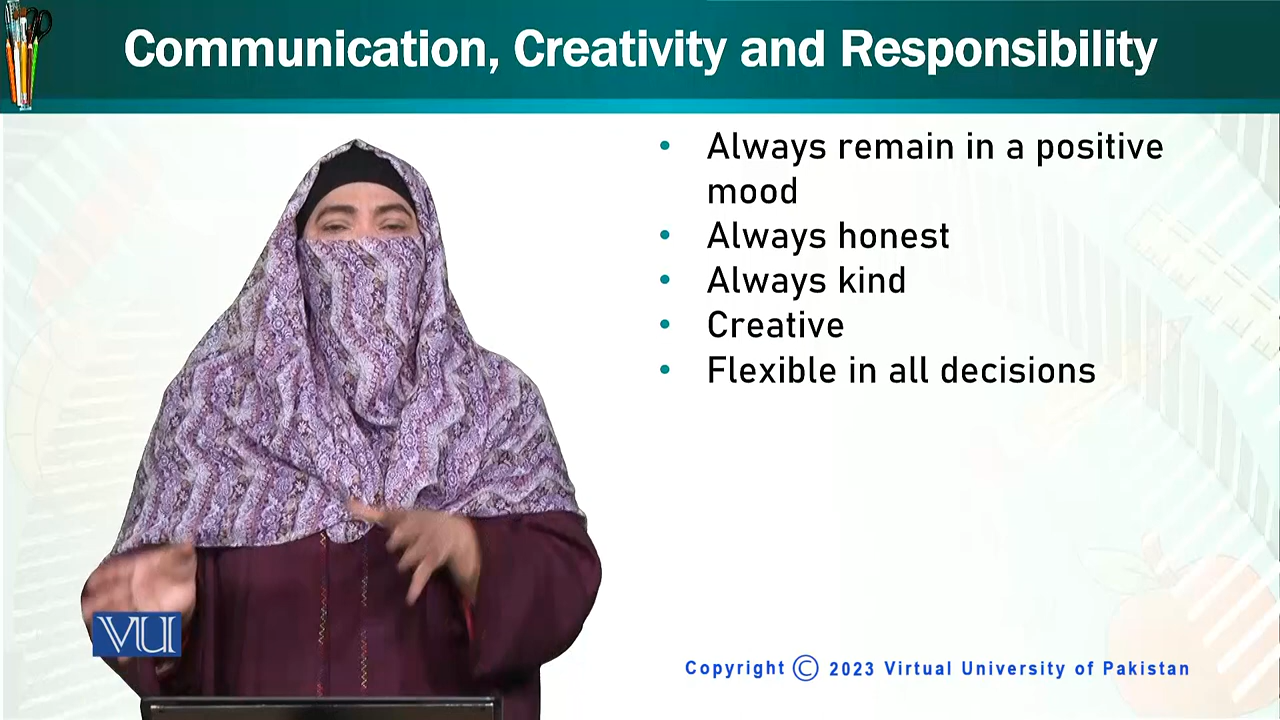 Communication, Creativity and Responsibility
• Always remain in a positive
mood
• Always honest
• Always kind
• Creative
• Flexible in all decisions
VU
Copyright © 2023 Virtual University of Pakistan